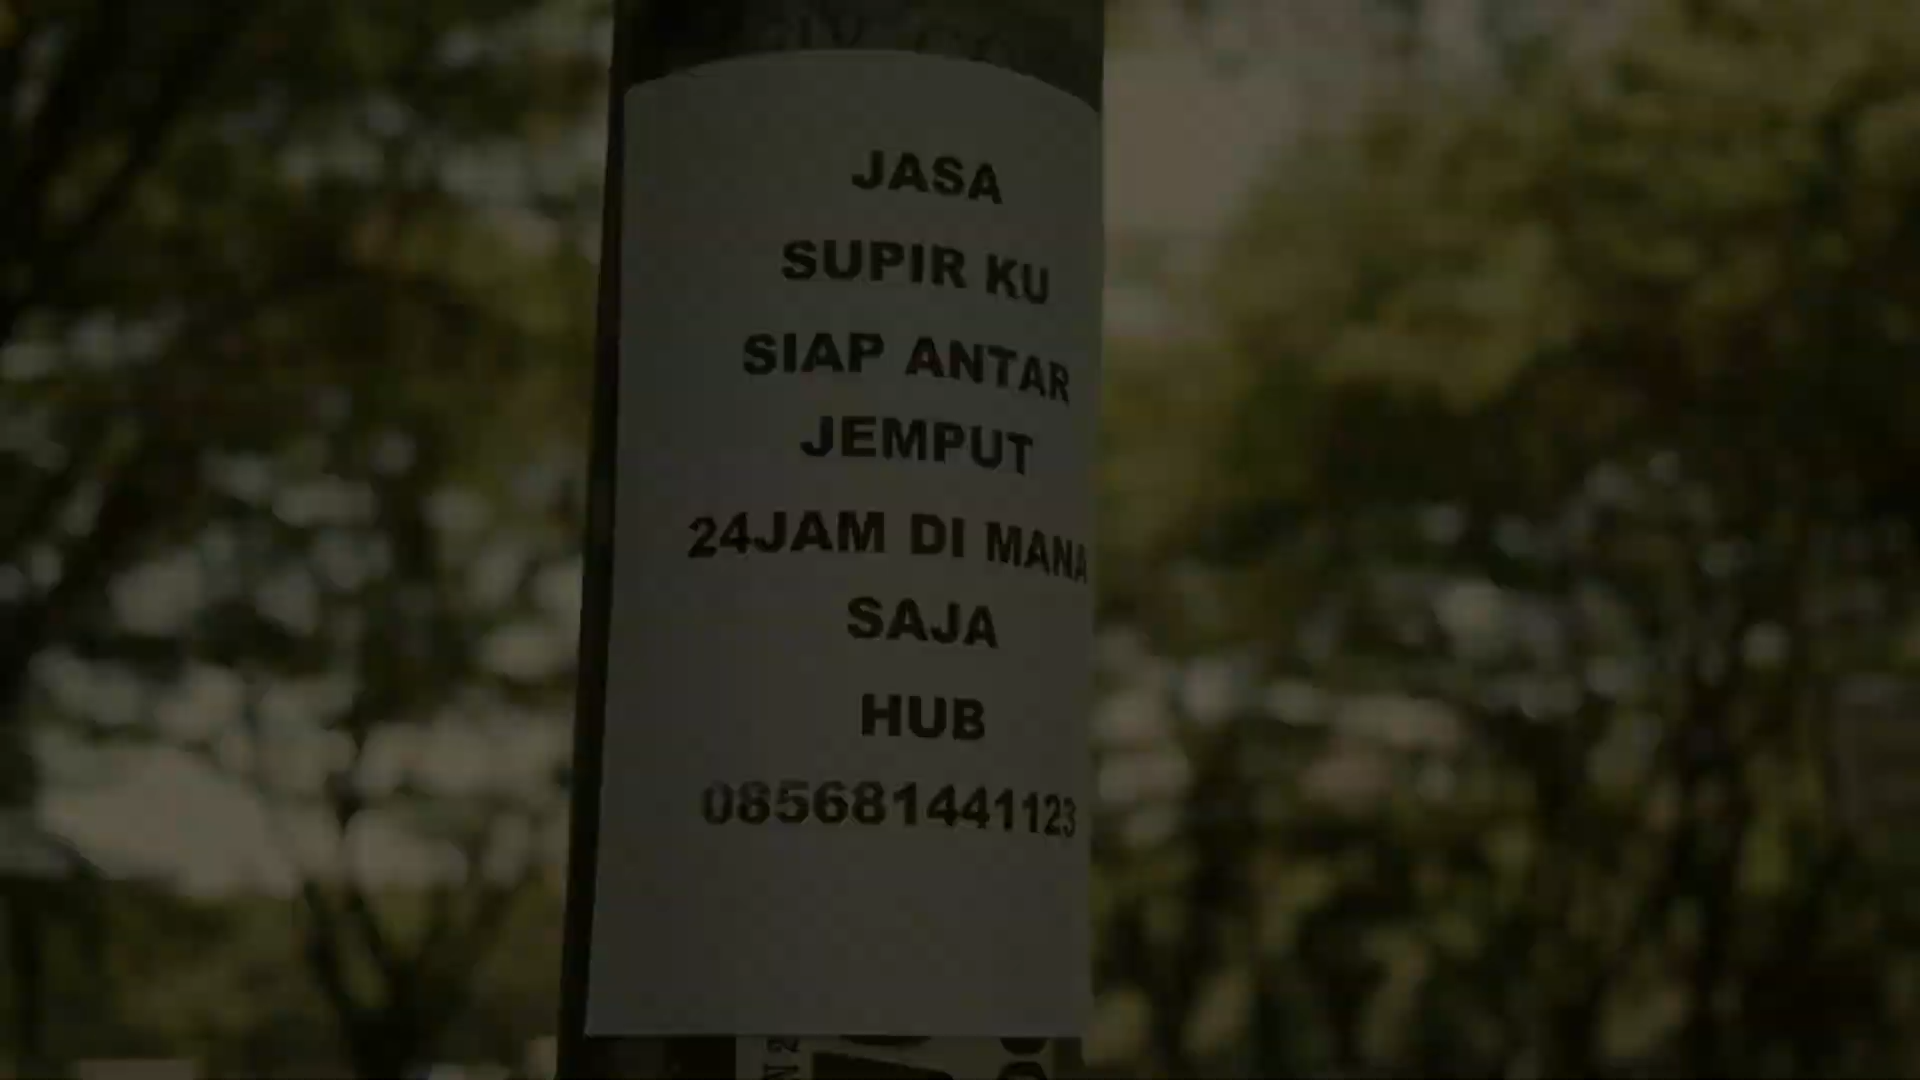 JASA
SUPIR KU
SIAP ANTAR
JEMPUT
24JAM DI MANA
SAJA
HUB
085681441123